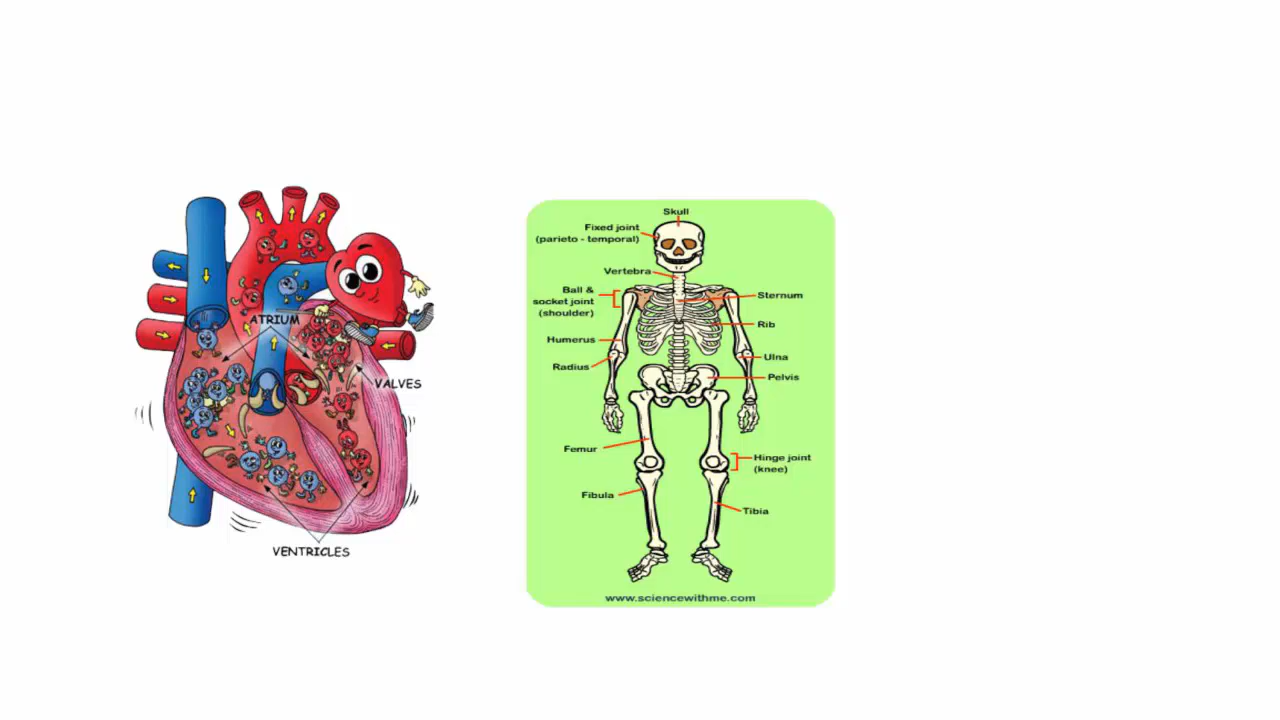 ATRIUM
VALVES
VENTRICLES
Skull
Fixed joint
(parieto - temporal)
Vertebra
Ball &
socket joint
(shoulder)
Sternum
Rib
Humerus
Ulna
Radius
Pelvis
Femur
Hinge joint
(knee)
Fibula
Tibia
www.sciencewithme.com